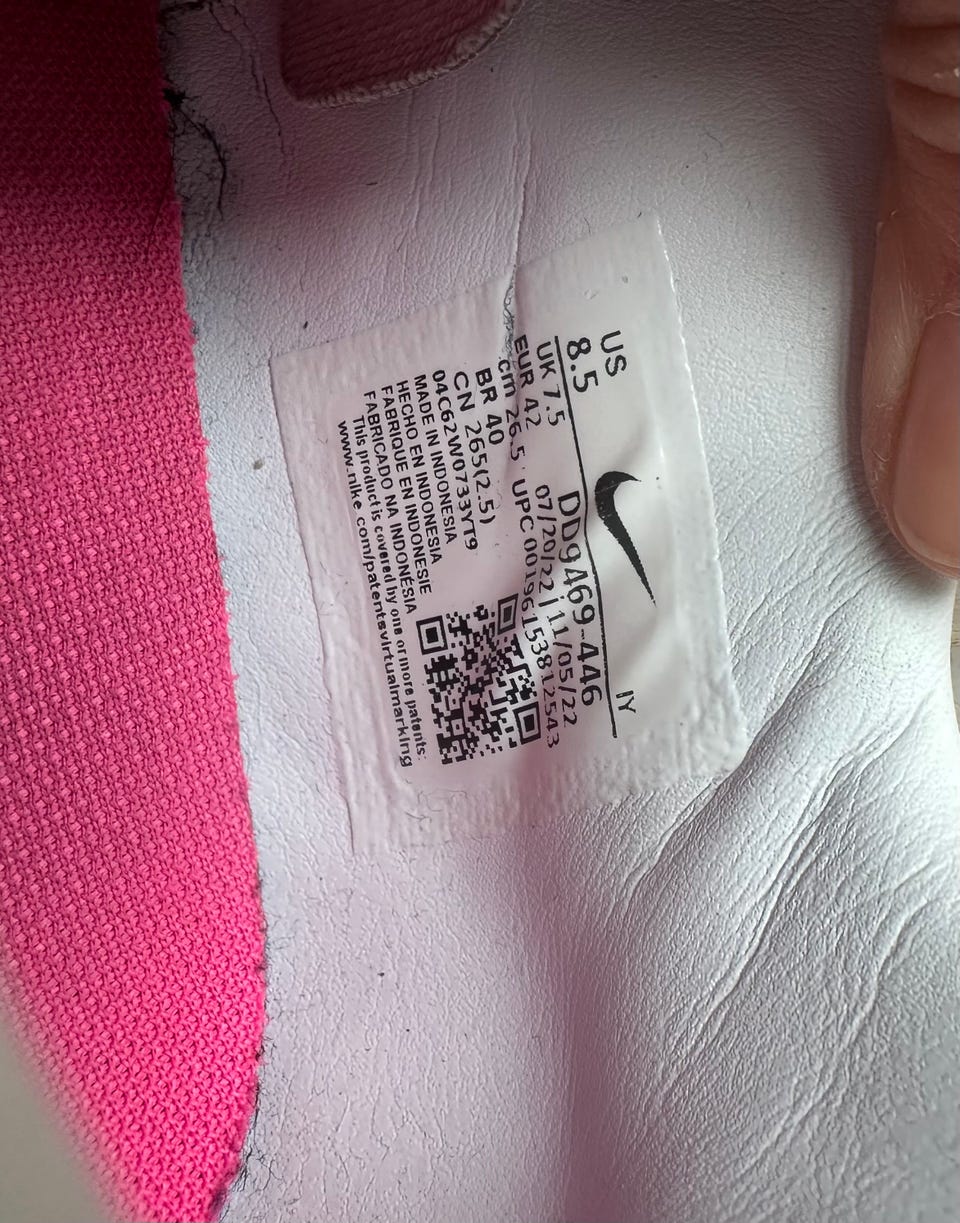 US
8.5
IY
UK 7.5
DD9469-446
EUR 42
07/20/22 | 11/05/22
cm 26.5
UPC 00196153812543
BR 40
CN 265(2.5)
04C62W0733YT9
MADE IN INDONESIA
HECHO EN INDONESIA
FABRIQUE EN INDONESIE
FABRICADO NA INDONÉSIA
This product is covered by one or more patents:
www.nike.com/patentsvirtualmarking